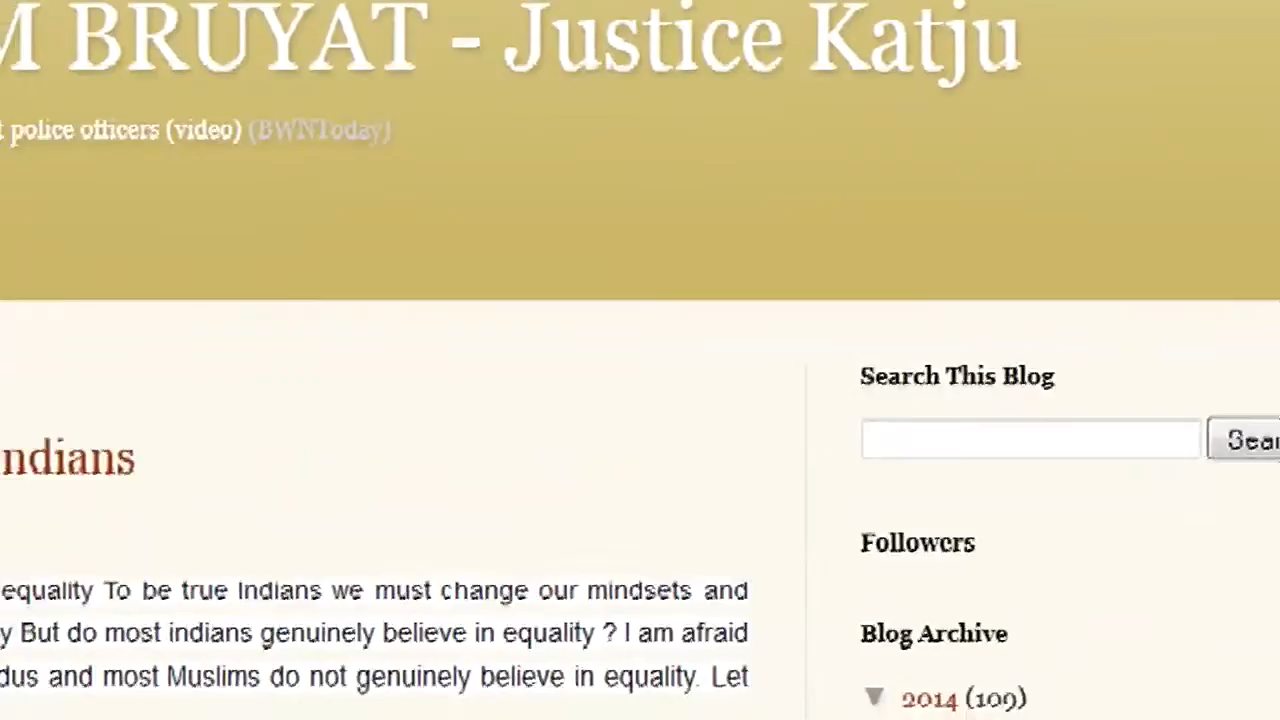 M BRUYAT - Justice Katju
t police officers (video) (BWNToday)
Search This Blog
Sear
ndians
Followers
equality To be true Indians we must change our mindsets and
y But do most indians genuinely believe in equality ? I am afraid
Blog Archive
dus and most Muslims do not genuinely believe in equality. Let
▼ 2014 (109)